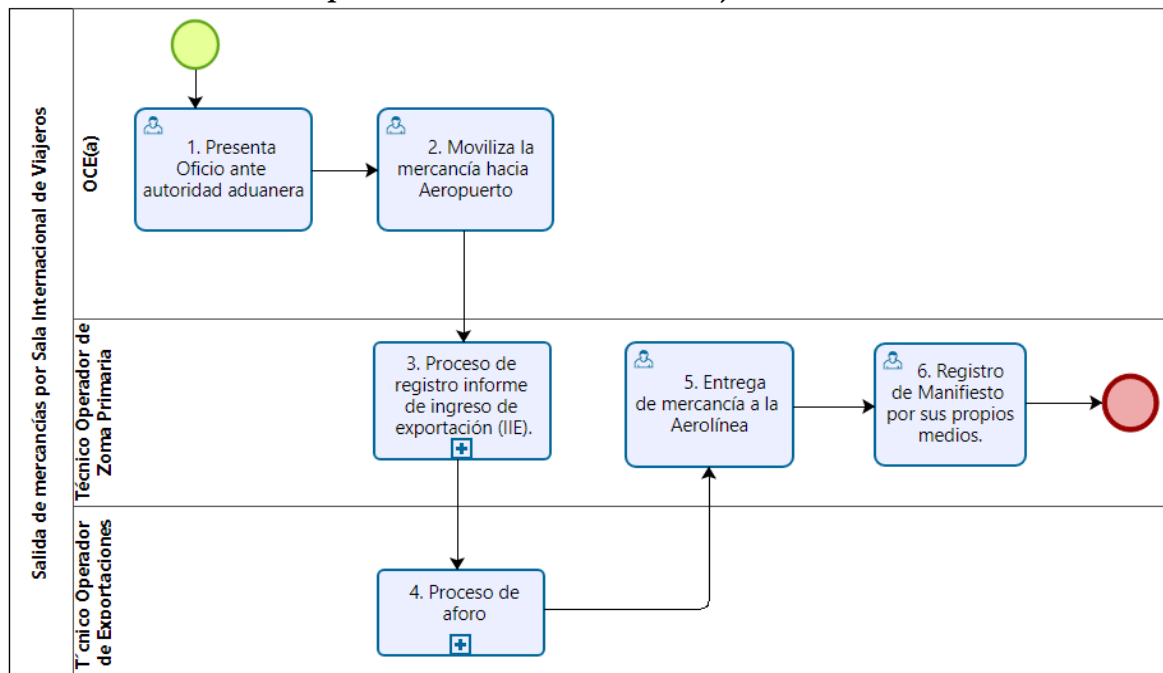 Salida de mercancías por Sala Internacional de Viajeros
OCE(a)
1. Presenta
Oficio ante
autoridad aduanera
2. Moviliza la
mercancía hacia
Aeropuerto
Técnico Operador de
Zoma Primaria
3. Proceso de
registro informe
de ingreso de
exportación (IIE).
5. Entrega
de mercancía a la
Aerolínea
6. Registro
de Manifiesto
por sus propios
medios.
T´cnico Operador
de Exportaciones
4. Proceso de
aforo